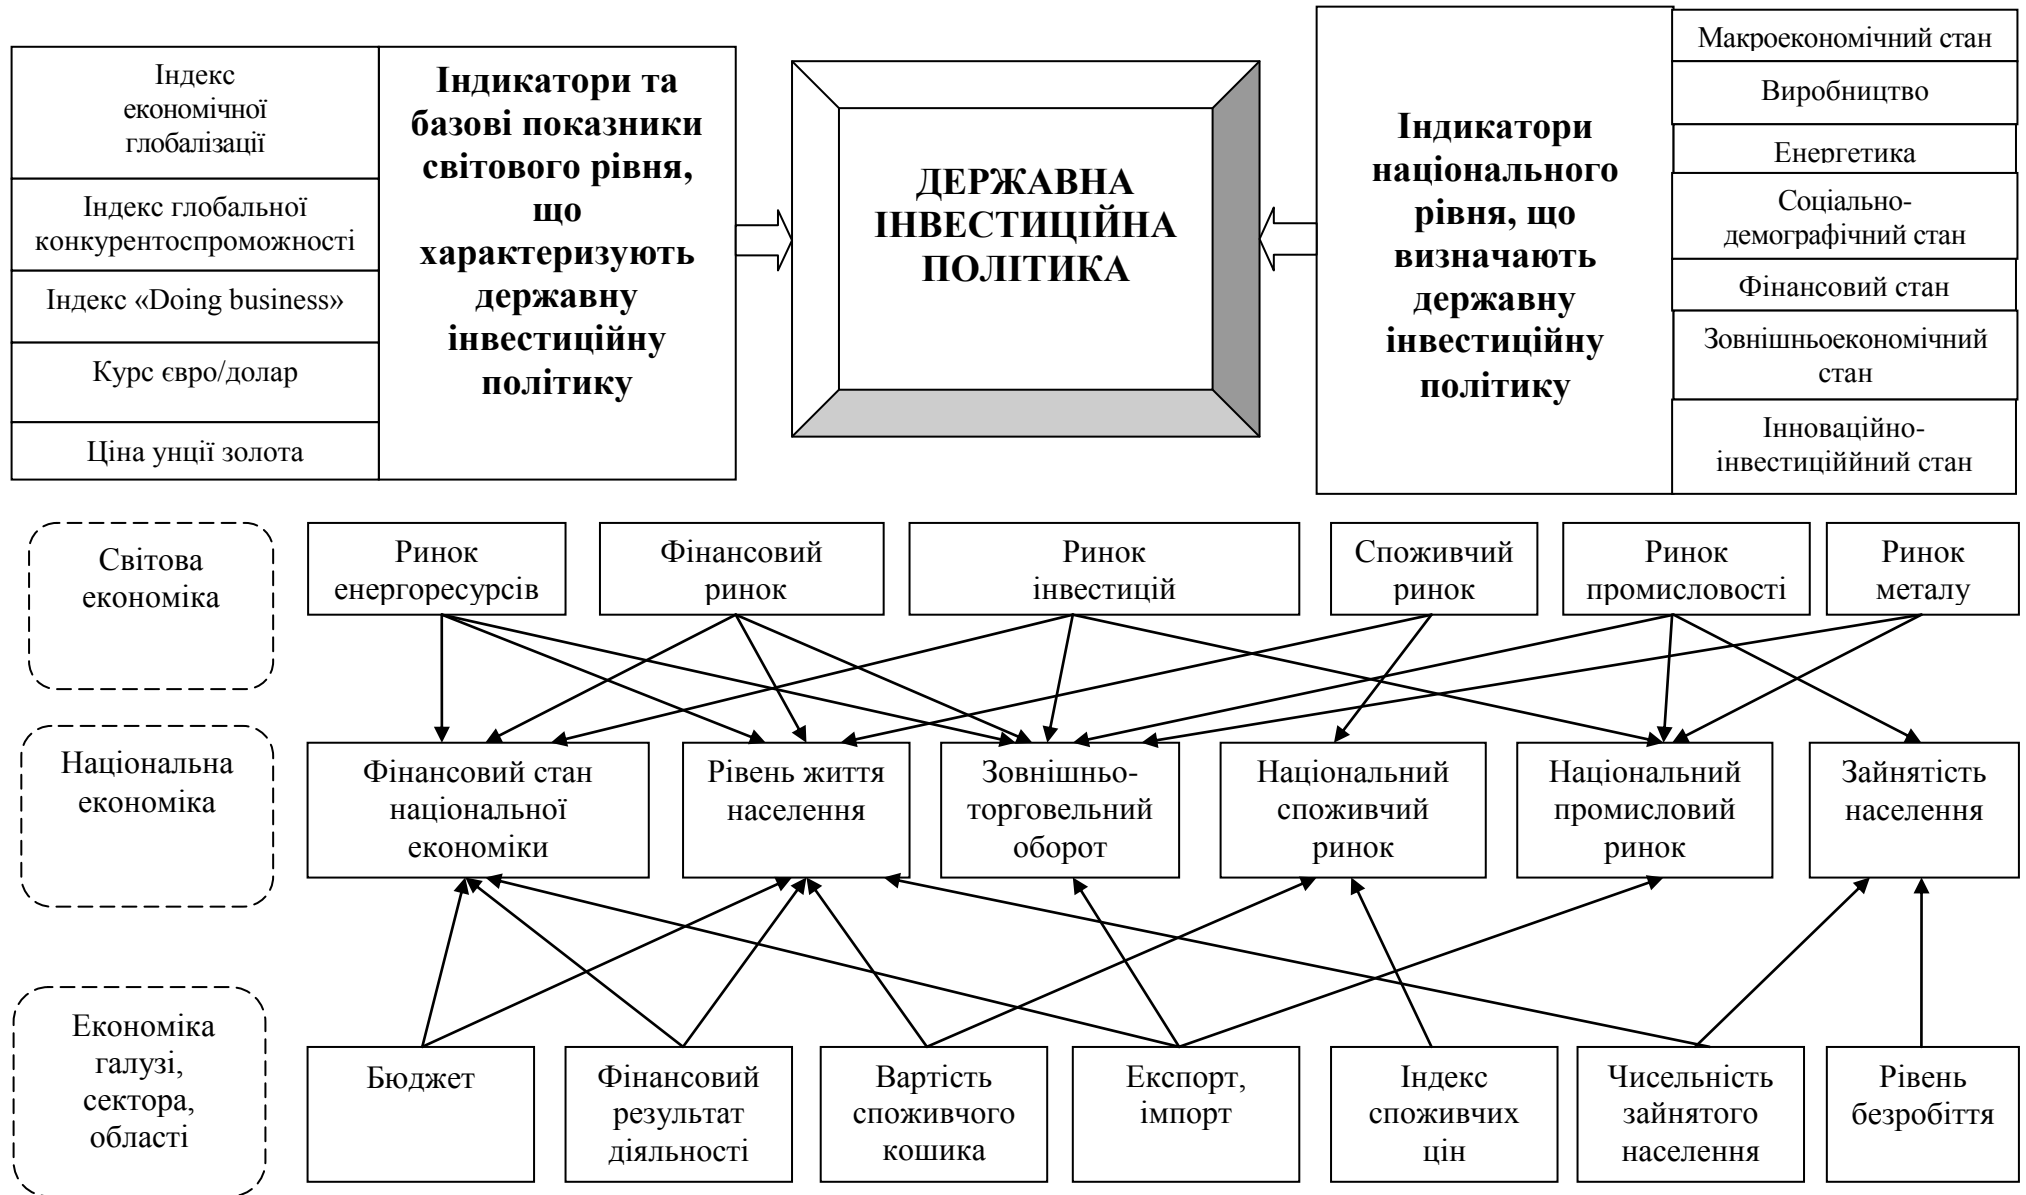 Індекс
економічної
глобалізації
Індекс глобальної
конкурентоспроможності
Індекс «Doing business»
Курс євро/долар
Ціна унції золота
Індикатори та
базові показники
світового рівня,
що
характеризують
державну
інвестиційну
політику
ДЕРЖАВНА
ІНВЕСТИЦІЙНА
ПОЛІТИКА
Індикатори
національного
рівня, що
визначають
державну
інвестиційну
політику
Макроекономічний стан
Виробництво
Енергетика
Соціально-
демографічний стан
Фінансовий стан
Зовнішньоекономічний
стан
Інноваційно-
інвестиціййний стан
Світова
економіка
Ринок
енергоресурсів
Фінансовий
ринок
Ринок
інвестицій
Споживчий
ринок
Ринок
промисловості
Ринок
металу
Національна
економіка
Фінансовий стан
національної
економіки
Рівень життя
населення
Зовнішньо-
торговельний
оборот
Національний
споживчий
ринок
Національний
промисловий
ринок
Зайнятість
населення
Економіка
галузі,
сектора,
області
Бюджет
Фінансовий
результат
діяльності
Вартість
споживчого
кошика
Експорт,
імпорт
Індекс
споживчих
цін
Чисельність
зайнятого
населення
Рівень
безробіття